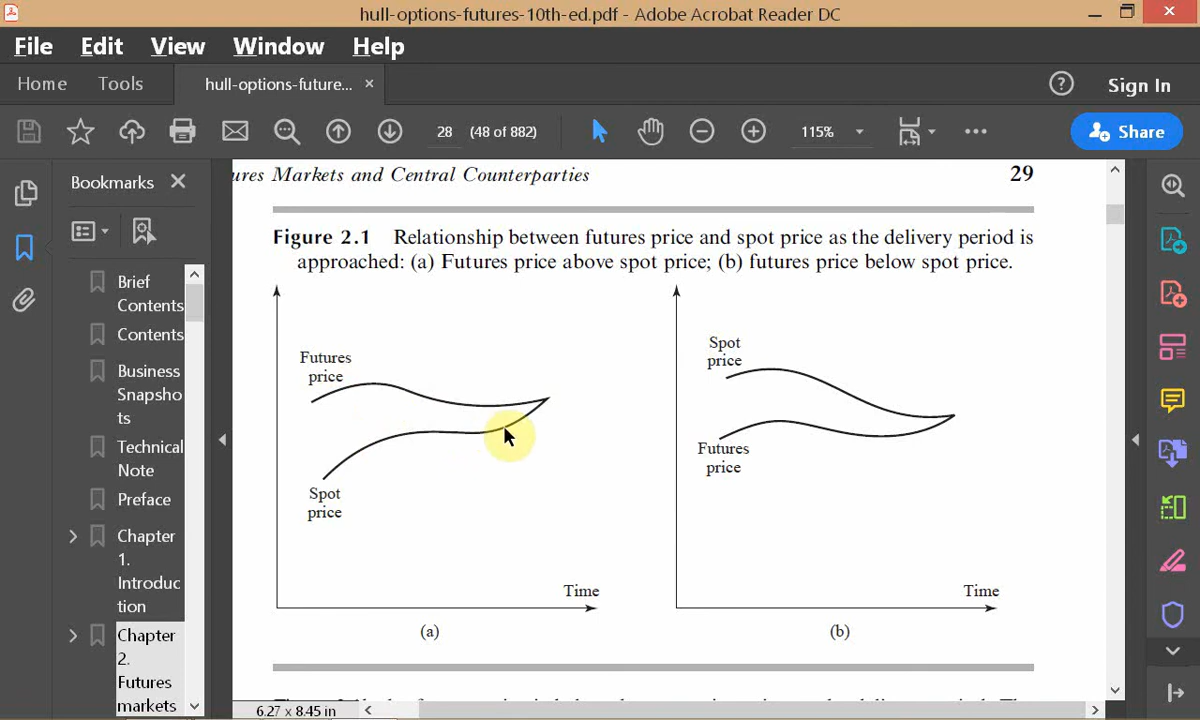 hull-options-futures-10th-ed.pdf - Adobe Acrobat Reader DC
File Edit View Window Help
Home Tools hull-options-future... ×
Sign In
28 (48 of 882)
115%
Share
Bookmarks
Brief
Contents
Contents
Business
Snapsho
ts
Technical
Note
Preface
Chapter
1.
Introduc
tion
Chapter
2.
Futures
markets
ures Markets and Central Counterparties 29
Figure 2.1 Relationship between futures price and spot price as the delivery period is
approached: (a) Futures price above spot price; (b) futures price below spot price.
Futures
price
Spot
price
Time
(a)
Spot
price
Futures
price
Time
(b)
6.27 x 8.45 in